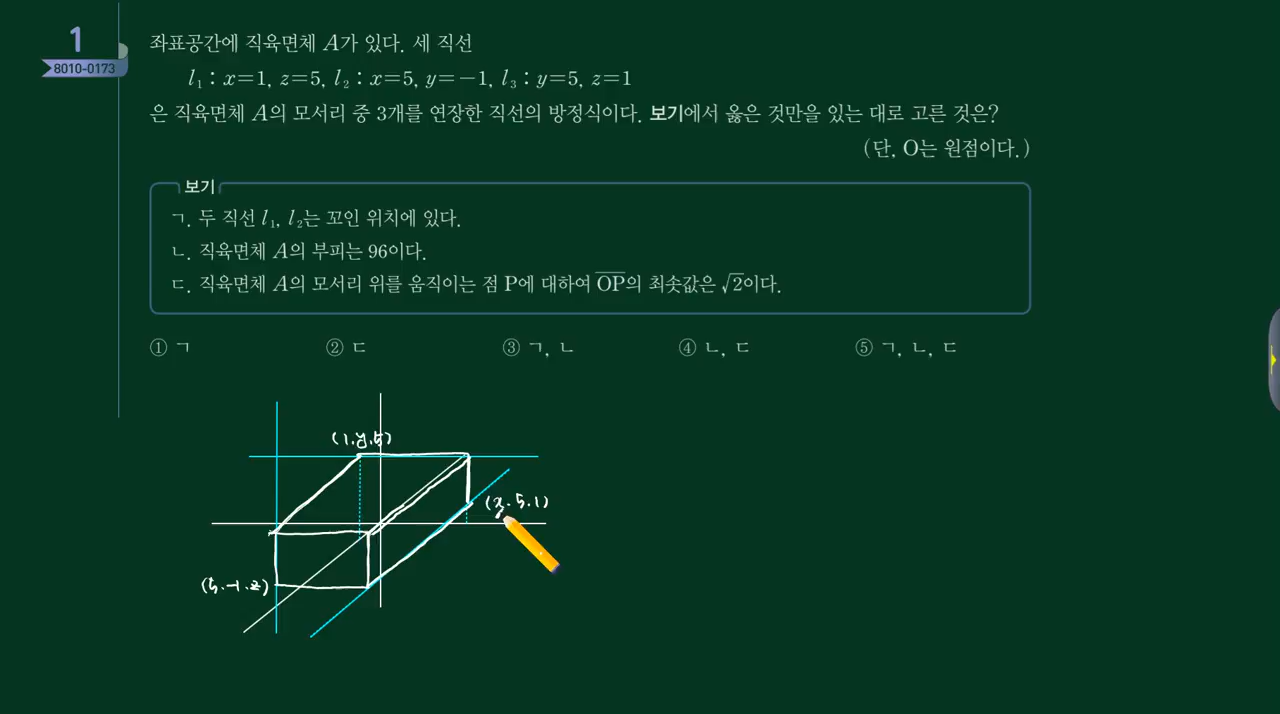 1
8010-0173
좌표공간에 직육면체 A가 있다. 세 직선
l₁ : x=1, z=5, l₂ : x=5, y=−1, l₃ : y=5, z=1
은 직육면체 A의 모서리 중 3개를 연장한 직선의 방정식이다. 보기에서 옳은 것만을 있는 대로 고른 것은?
(단, O는 원점이다.)
보기
ㄱ. 두 직선 l₁, l₂는 꼬인 위치에 있다.
ㄴ. 직육면체 A의 부피는 96이다.
ㄷ. 직육면체 A의 모서리 위를 움직이는 점 P에 대하여 O̅P̅의 최솟값은 √2이다.
① ㄱ ② ㄷ ③ ㄱ, ㄴ ④ ㄴ, ㄷ ⑤ ㄱ, ㄴ, ㄷ
(1.y.5)
(x.5.1)
(5.-1.z)